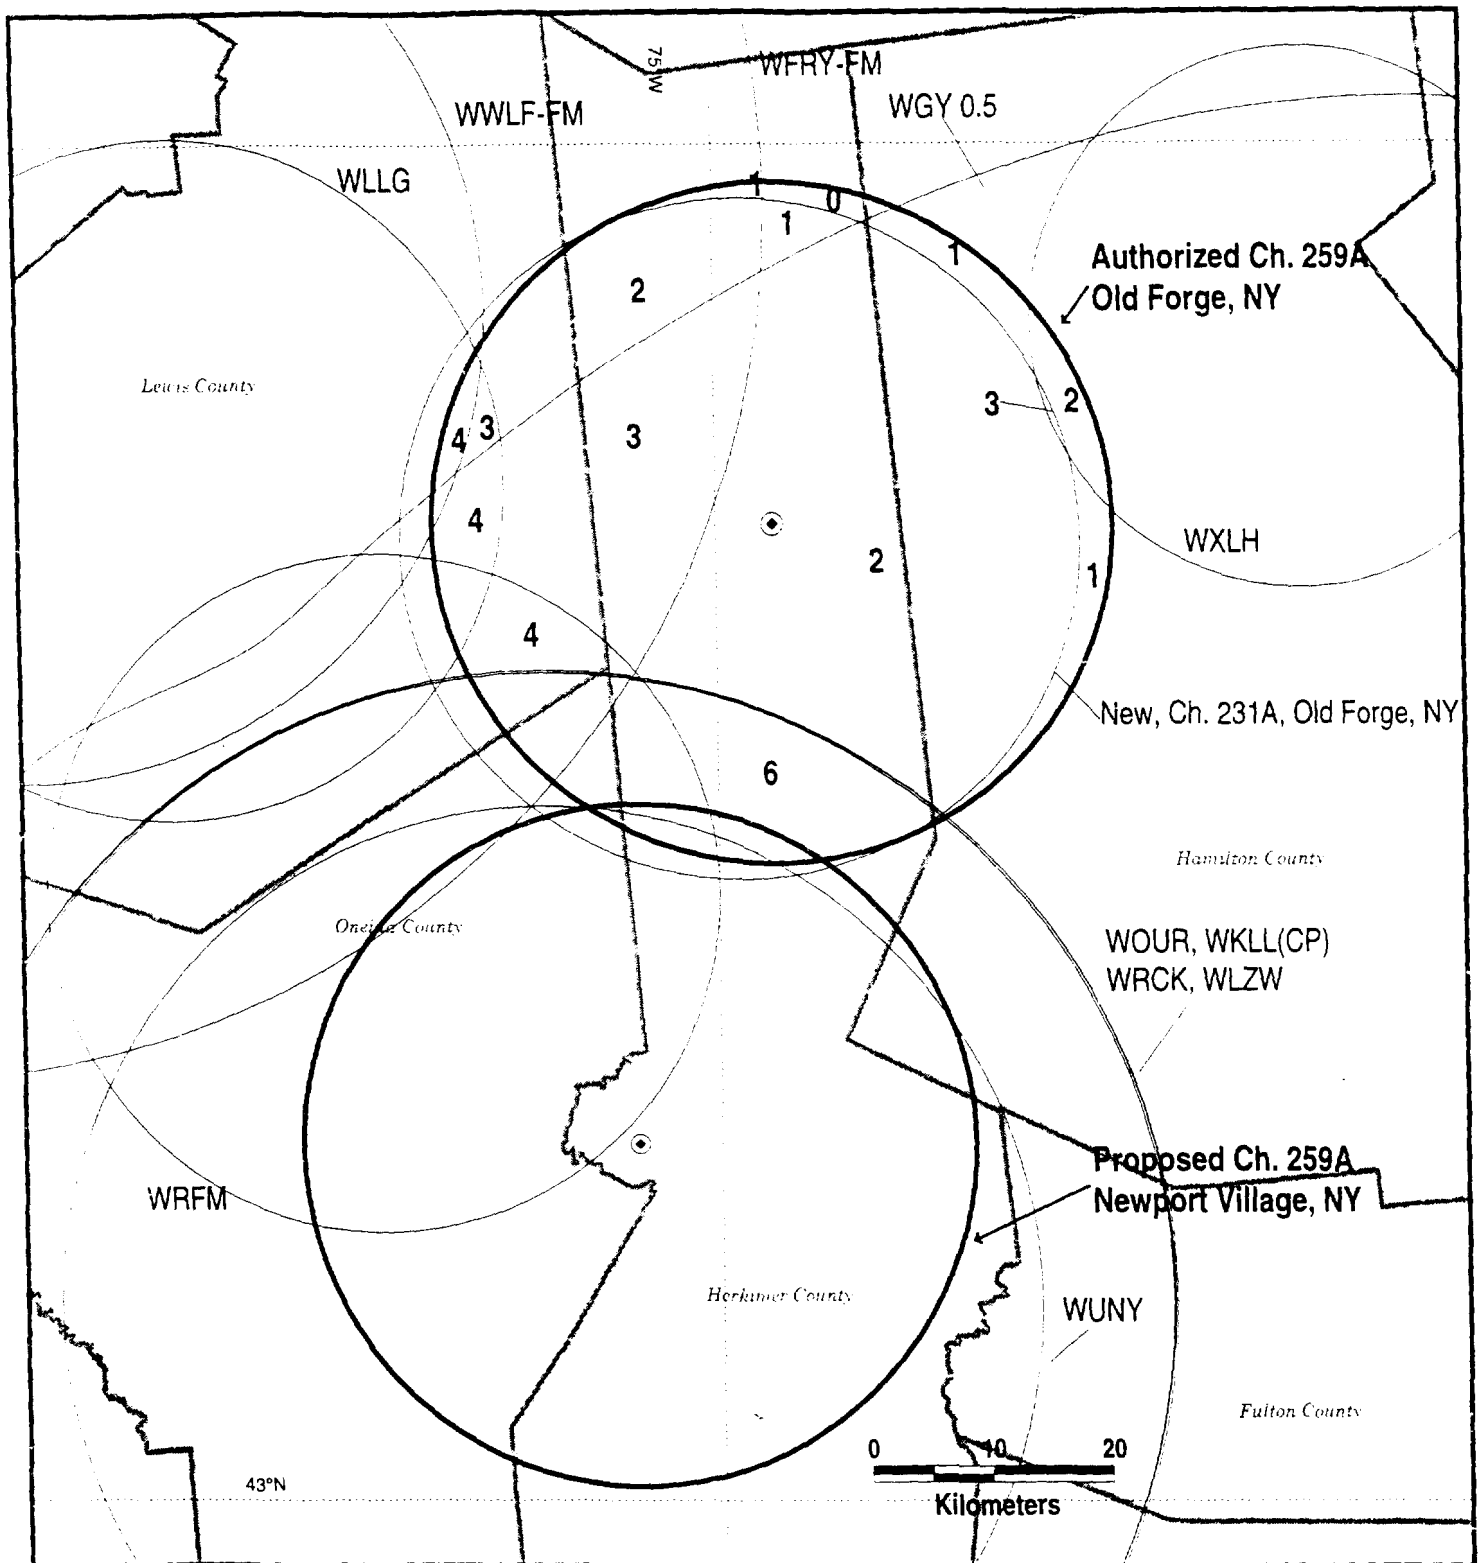 75°W
WFRY-FM
WWLF-FM
WGY 0.5
WLLG
1
0
1
1
Authorized Ch. 259A
Old Forge, NY
2
Lewis County
3
2
4
3
3
4
WXLH
2
1
4
New, Ch. 231A, Old Forge, NY
6
Hamilton County
Oneida County
WOUR, WKLL(CP)
WRCK, WLZW
Proposed Ch. 259A
Newport Village, NY
WRFM
Herkimer County
WUNY
Fulton County
0 10 20
Kilometers
43°N